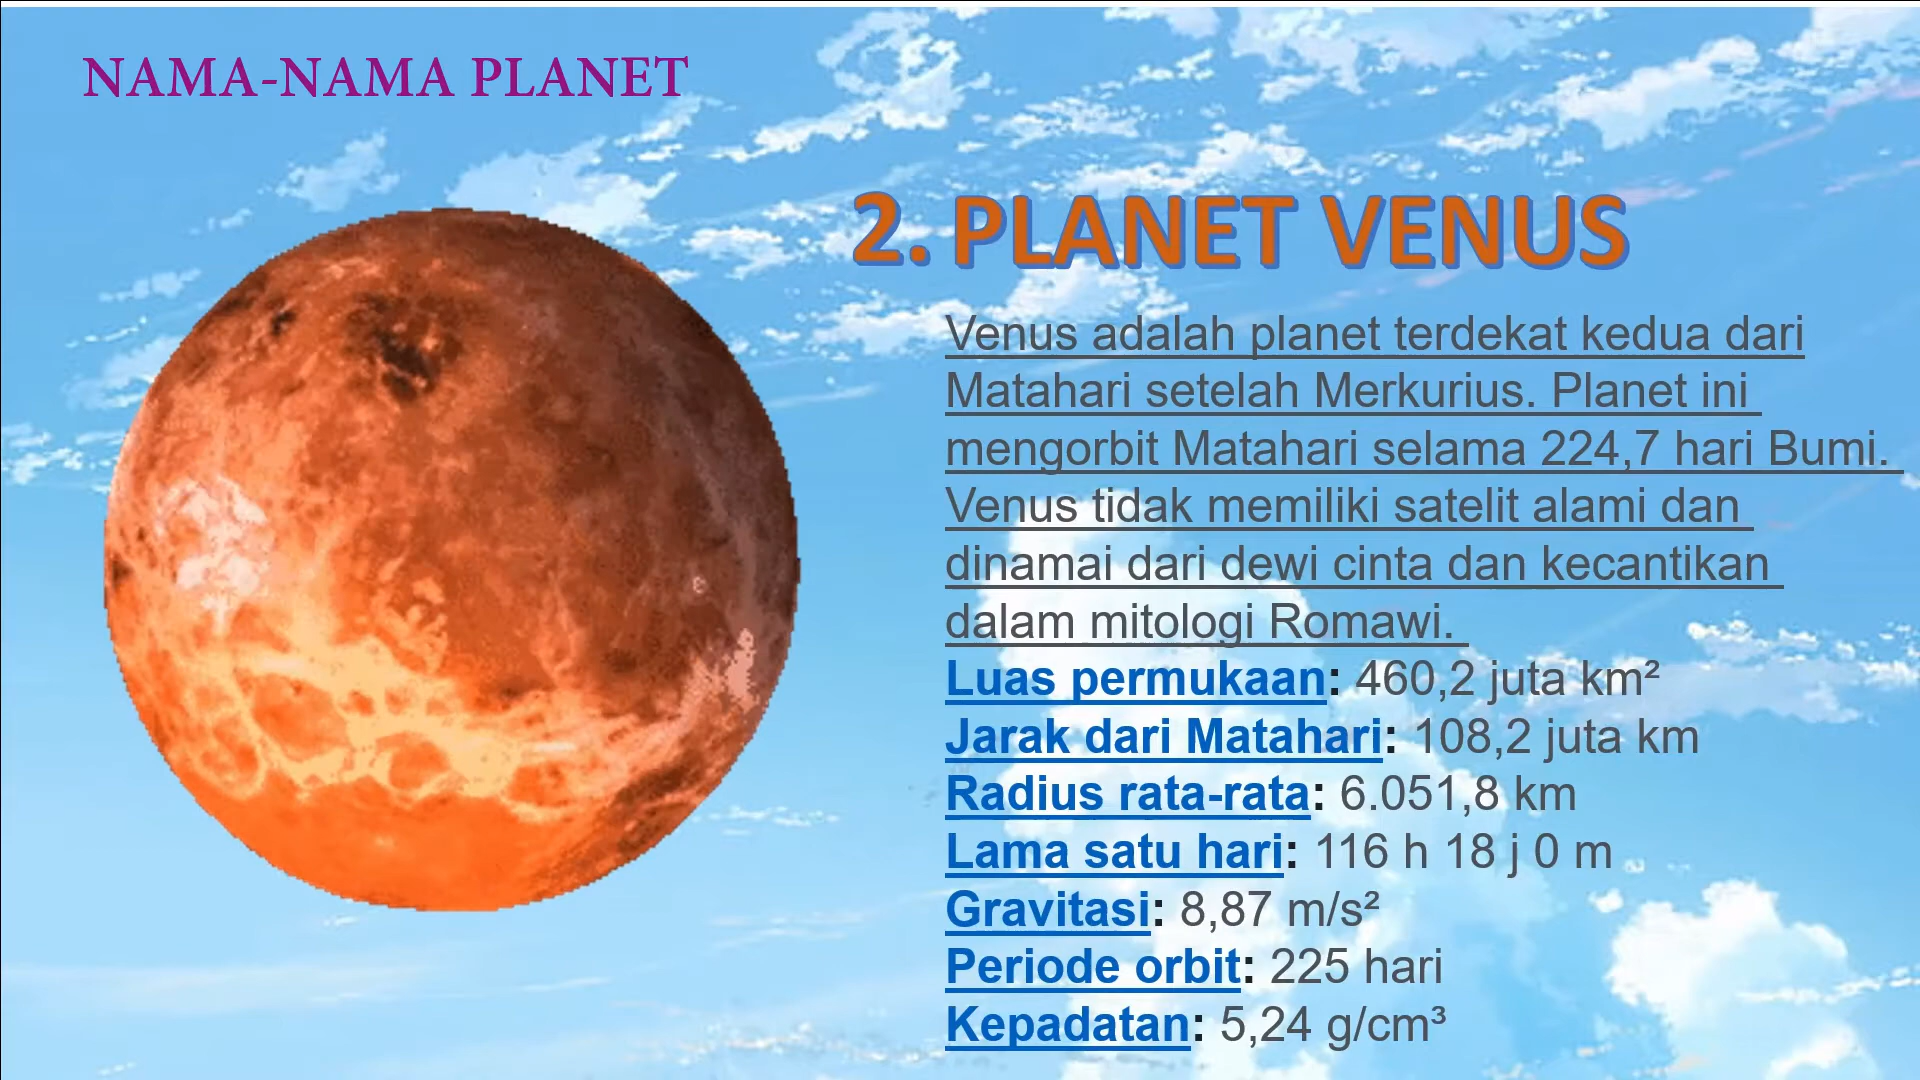 NAMA-NAMA PLANET
2. PLANET VENUS
Venus adalah planet terdekat kedua dari
Matahari setelah Merkurius. Planet ini
mengorbit Matahari selama 224,7 hari Bumi.
Venus tidak memiliki satelit alami dan
dinamai dari dewi cinta dan kecantikan
dalam mitologi Romawi.
Luas permukaan: 460,2 juta km²
Jarak dari Matahari: 108,2 juta km
Radius rata-rata: 6.051,8 km
Lama satu hari: 116 h 18 j 0 m
Gravitasi: 8,87 m/s²
Periode orbit: 225 hari
Kepadatan: 5,24 g/cm³